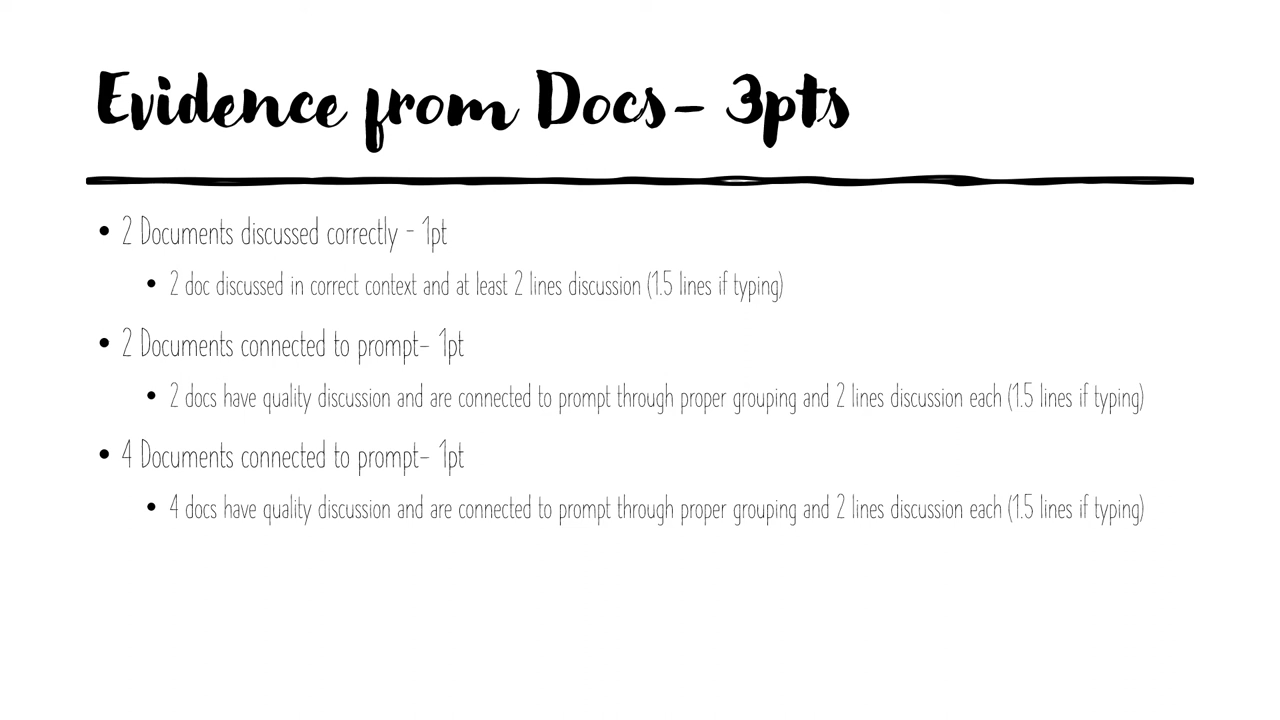 Evidence from Docs- 3pts
• 2 Documents discussed correctly - 1pt
• 2 doc discussed in correct context and at least 2 lines discussion (1.5 lines if typing)
• 2 Documents connected to prompt- 1pt
• 2 docs have quality discussion and are connected to prompt through proper grouping and 2 lines discussion each (1.5 lines if typing)
• 4 Documents connected to prompt- 1pt
• 4 docs have quality discussion and are connected to prompt through proper grouping and 2 lines discussion each (1.5 lines if typing)